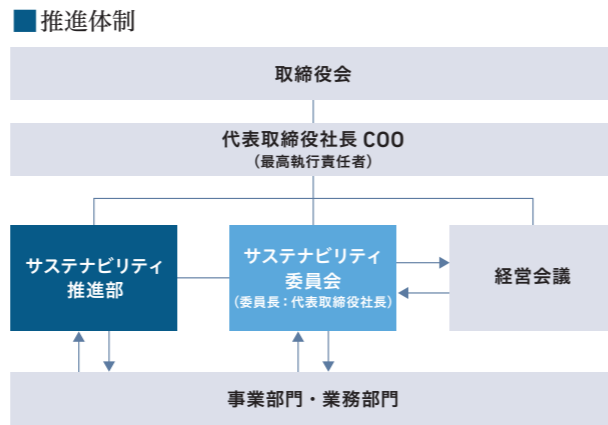 ■推進体制
取締役会
代表取締役社長 COO
（最高執行責任者）
サステナビリティ
推進部
サステナビリティ
委員会
（委員長：代表取締役社長）
経営会議
事業部門・業務部門